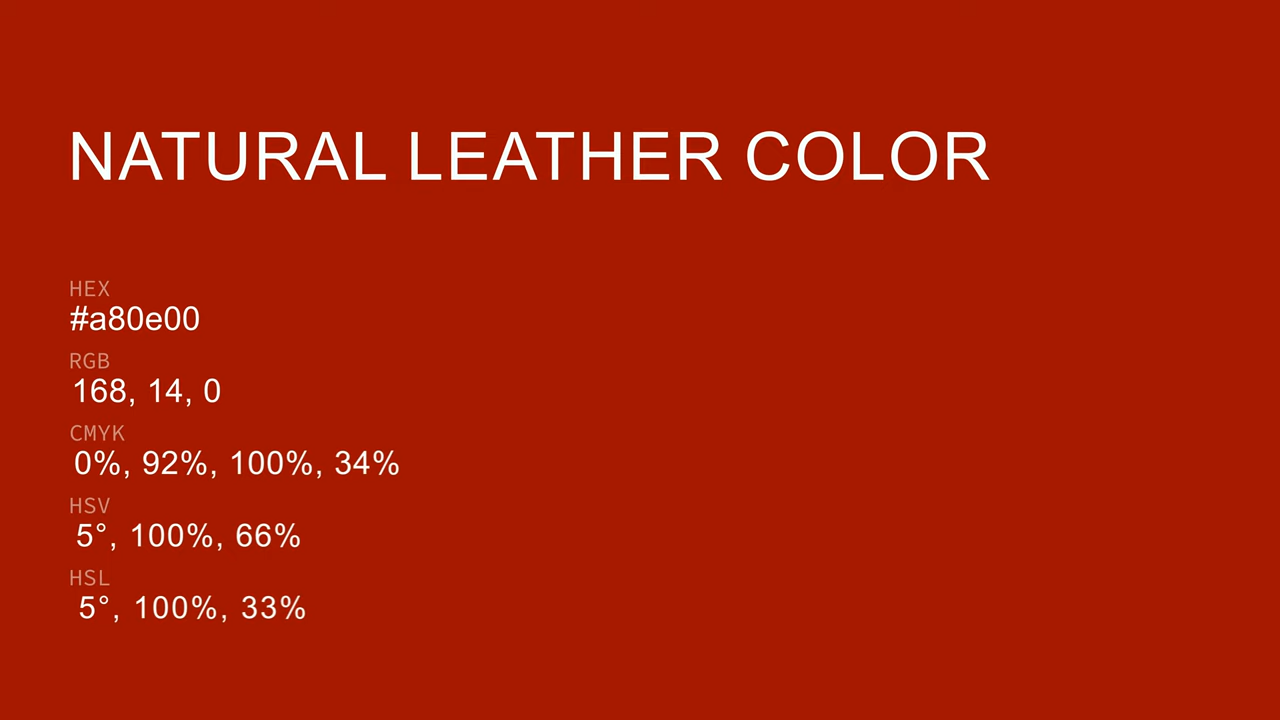 NATURAL LEATHER COLOR
HEX
#a80e00
RGB
168, 14, 0
CMYK
0%, 92%, 100%, 34%
HSV
5°, 100%, 66%
HSL
5°, 100%, 33%